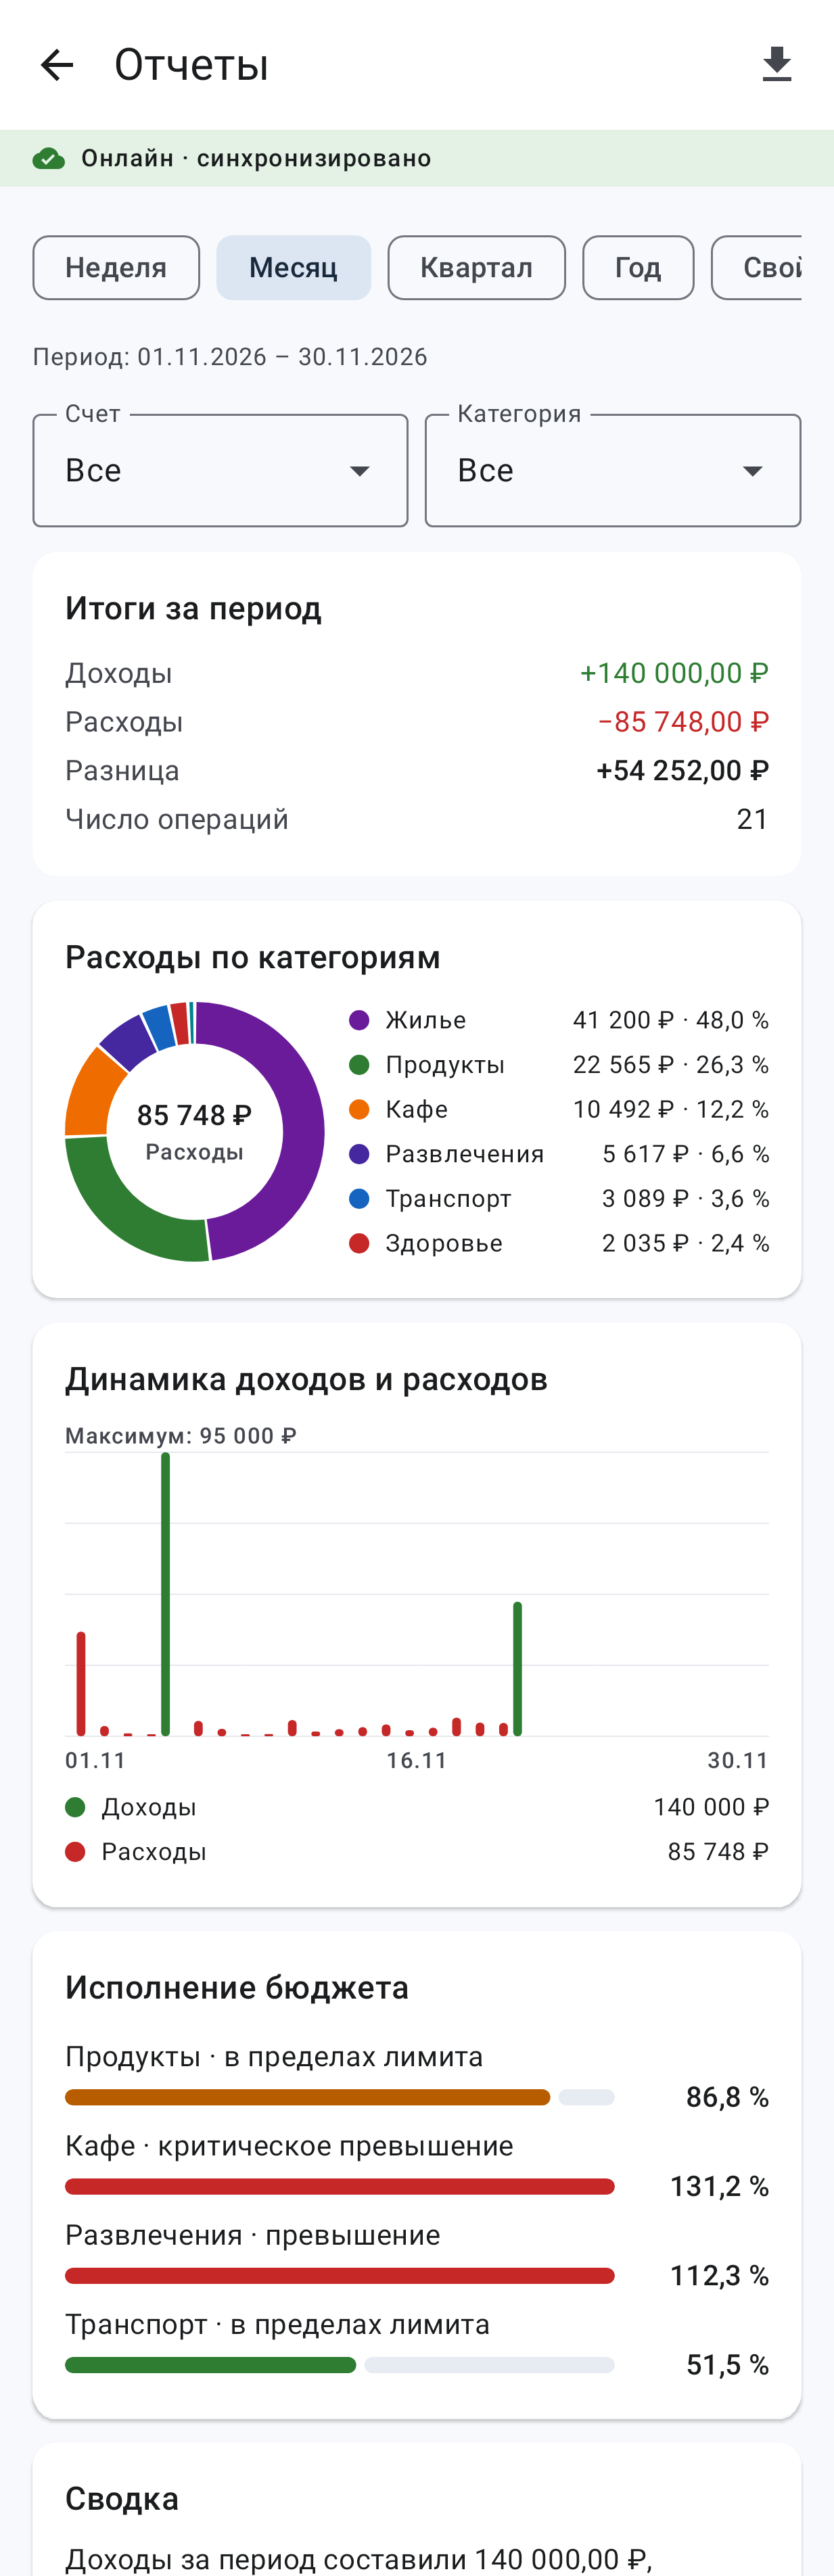 Отчеты
Онлайн · синхронизировано
Неделя Месяц Квартал Год Свой
Период: 01.11.2026 – 30.11.2026
Счет Категория
Все Все
Итоги за период
Доходы +140 000,00 ₽
Расходы −85 748,00 ₽
Разница +54 252,00 ₽
Число операций 21
Расходы по категориям
85 748 ₽
Расходы
Жилье 41 200 ₽ · 48,0 %
Продукты 22 565 ₽ · 26,3 %
Кафе 10 492 ₽ · 12,2 %
Развлечения 5 617 ₽ · 6,6 %
Транспорт 3 089 ₽ · 3,6 %
Здоровье 2 035 ₽ · 2,4 %
Динамика доходов и расходов
Максимум: 95 000 ₽
01.11 16.11 30.11
Доходы 140 000 ₽
Расходы 85 748 ₽
Исполнение бюджета
Продукты · в пределах лимита
86,8 %
Кафе · критическое превышение
131,2 %
Развлечения · превышение
112,3 %
Транспорт · в пределах лимита
51,5 %
Сводка
Доходы за период составили 140 000,00 ₽,